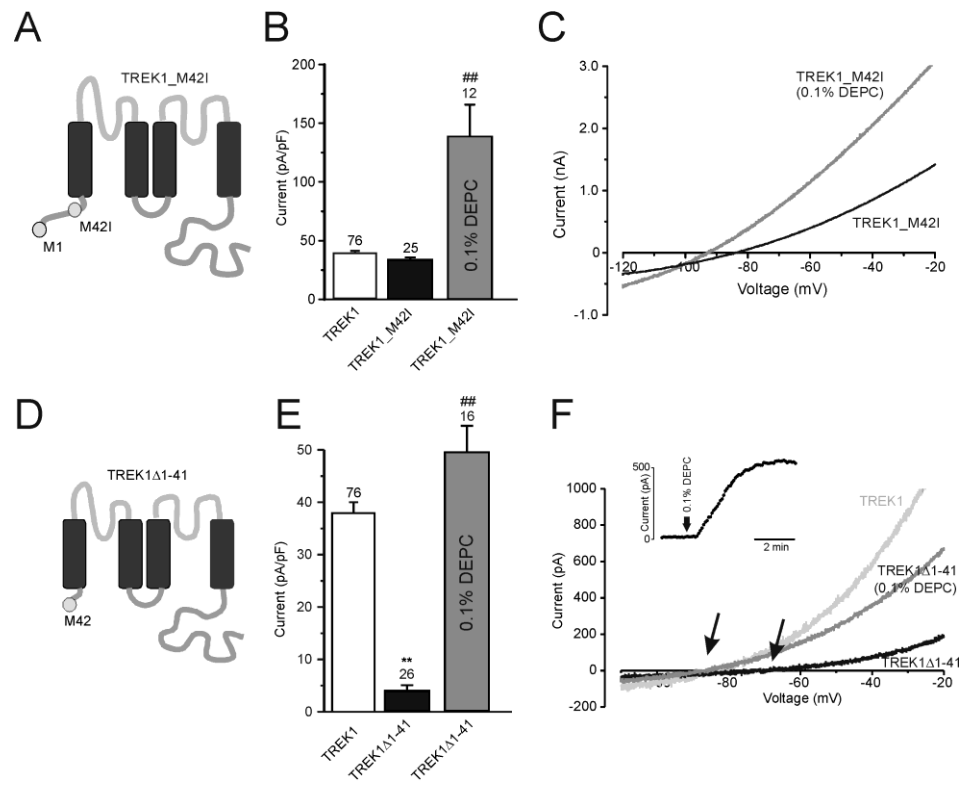 A
TREK1_M42I
M1
M42I
B
Current (pA/pF)
200
150
100
50
0
76
25
##
12
0.1% DEPC
TREK1
TREK1_M42I
TREK1_M42I
C
Current (nA)
3.0
2.0
1.0
0
-1.0
-120
-100
-80
-60
-40
-20
Voltage (mV)
TREK1_M42I
(0.1% DEPC)
TREK1_M42I
D
TREK1Δ1-41
M42
E
Current (pA/pF)
50
40
30
20
10
0
76
**
26
##
16
0.1% DEPC
TREK1
TREK1Δ1-41
TREK1Δ1-41
F
Current (pA)
500
0
0.1% DEPC
2 min
Current (pA)
1000
800
600
400
200
0
-200
-80
-60
-40
-20
Voltage (mV)
TREK1
TREK1Δ1-41
(0.1% DEPC)
TREK1Δ1-41